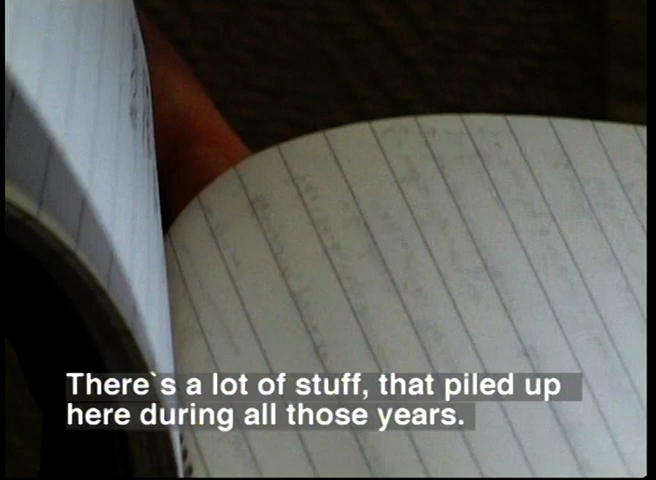 There`s a lot of stuff, that piled up
here during all those years.